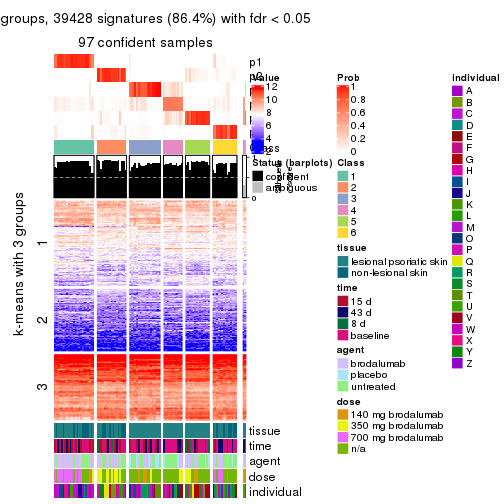 groups, 39428 signatures (86.4%) with fdr < 0.05
97 confident samples
p1
Value
12
10
8
6
4
Prob
1
0.8
0.6
0.4
0.2
0
individual
A
B
C
D
E
F
G
H
I
J
K
L
M
O
P
Q
R
S
T
U
V
W
X
Y
Z
Status (barplots)
confident
ambiguous
1
0
Class
1
2
3
4
5
6
tissue
lesional psoriatic skin
non-lesional skin
time
15 d
43 d
8 d
baseline
agent
brodalumab
placebo
untreated
dose
140 mg brodalumab
350 mg brodalumab
700 mg brodalumab
n/a
k-means with 3 groups
1
2
3
tissue
time
agent
dose
individual